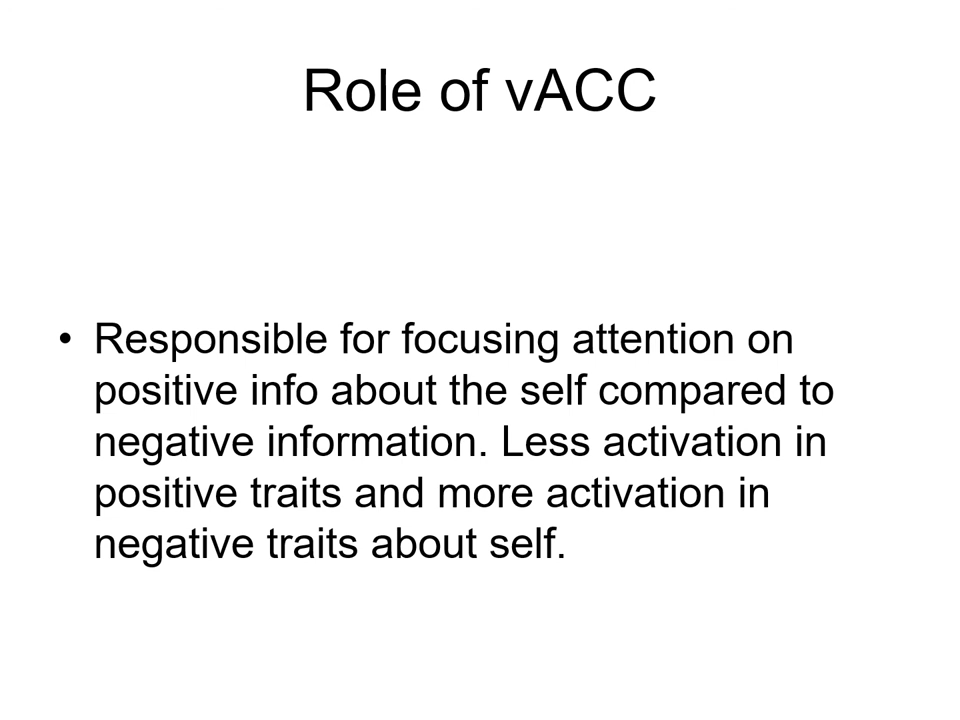 Role of vACC
• Responsible for focusing attention on
positive info about the self compared to
negative information. Less activation in
positive traits and more activation in
negative traits about self.